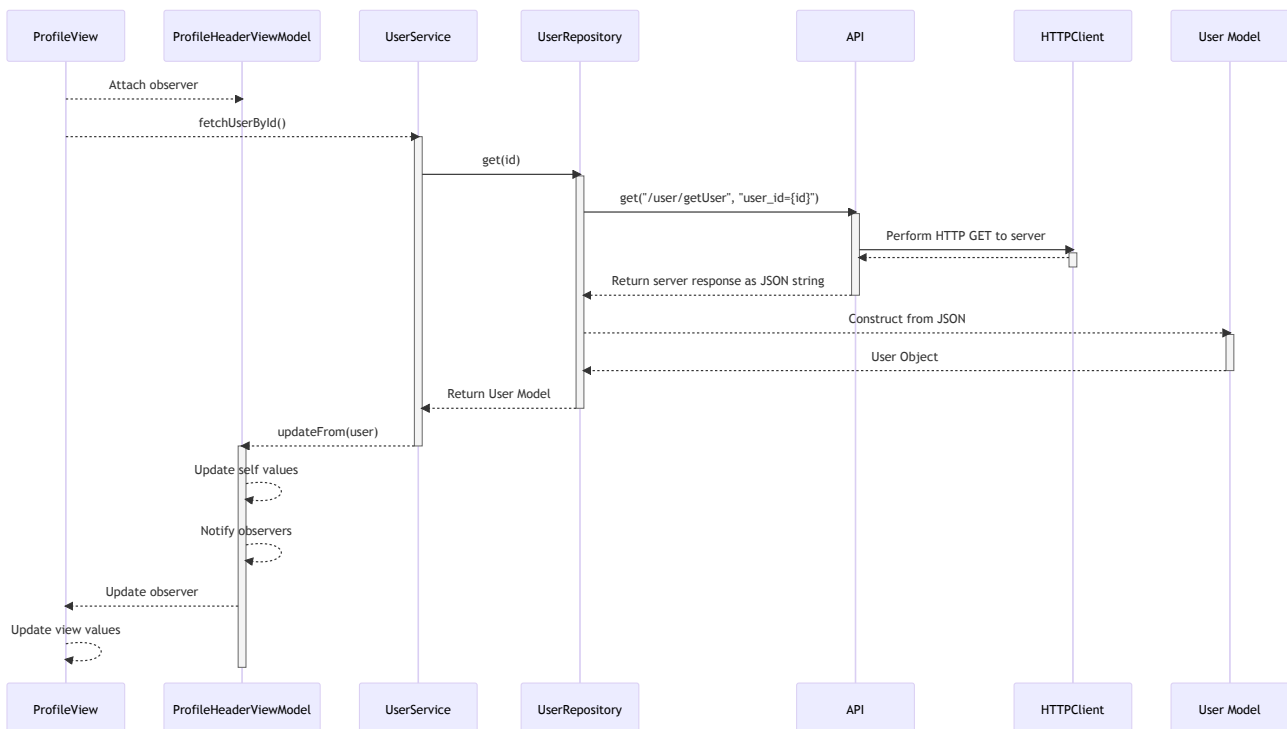 ProfileView
ProfileHeaderViewModel
UserService
UserRepository
API
HTTPClient
User Model
Attach observer
fetchUserById()
get(id)
get("/user/getUser", "user_id={id}")
Perform HTTP GET to server
Return server response as JSON string
Construct from JSON
User Object
Return User Model
updateFrom(user)
Update self values
Notify observers
Update observer
Update view values
ProfileView
ProfileHeaderViewModel
UserService
UserRepository
API
HTTPClient
User Model